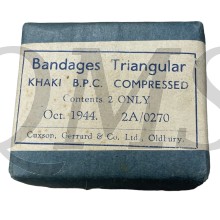 Bandages Triangular
KHAKI B.P.C. COMPRESSED
Contents 2 ONLY
Oct. 1944. 2A/0270
Cuxson, Gerrard & Co., Ltd., Oldbury.